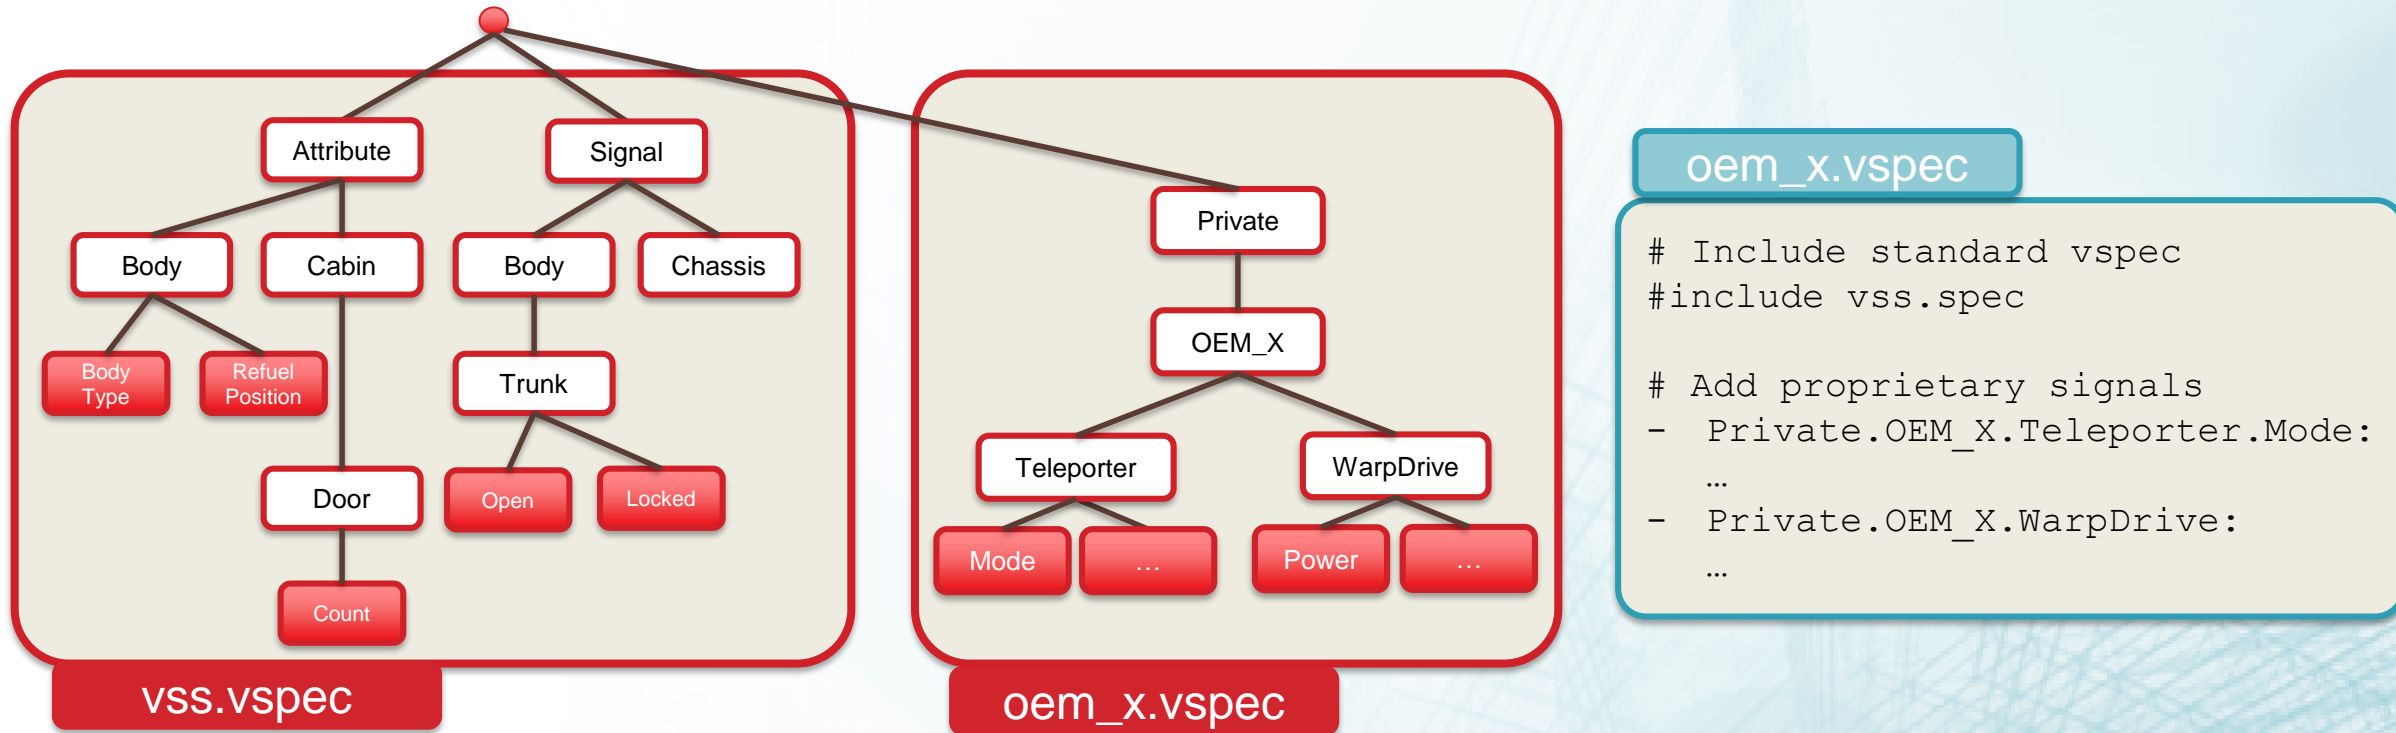 Attribute
Signal
Body
Cabin
Body
Chassis
Body
Type
Refuel
Position
Trunk
Door
Open
Locked
Count
vss.vspec
Private
OEM_X
Teleporter
WarpDrive
Mode
...
Power
...
oem_x.vspec
oem_x.vspec
# Include standard vspec
#include vss.spec
# Add proprietary signals
- Private.OEM_X.Teleporter.Mode:
…
- Private.OEM_X.WarpDrive:
…